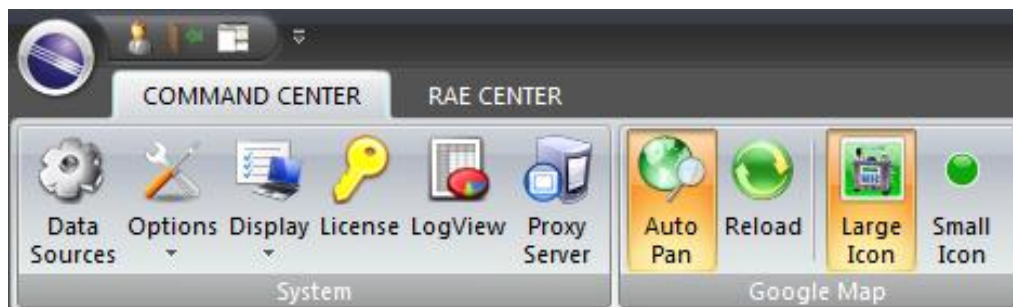 COMMAND CENTER RAE CENTER
Data Sources
Options
Display
License
LogView
Proxy Server
Auto Pan
Reload
Large Icon
Small Icon
System
Google Map